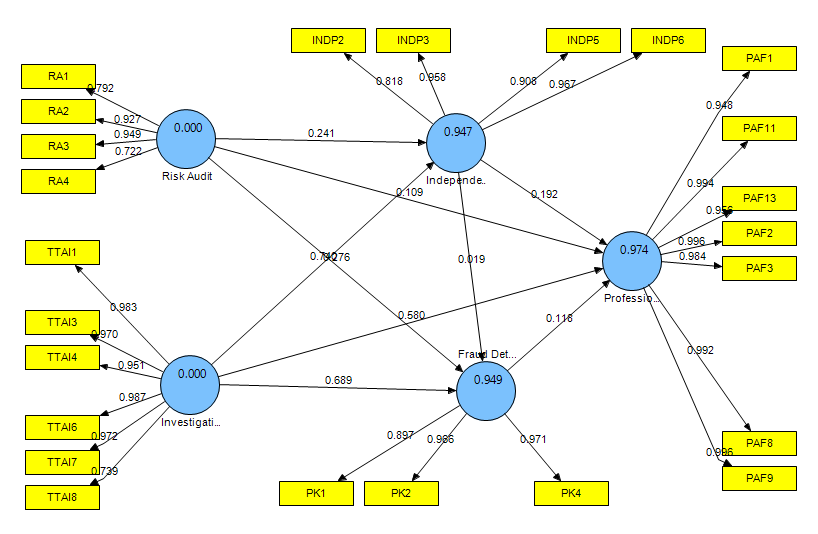 INDP2
INDP3
INDP5
INDP6
PAF1
RA1
0.792
0.818
0.958
0.967
0.948
RA2
0.927
0.000
0.947
PAF11
RA3
0.949
0.241
RA4
0.722
Risk Audit
Independe..
0.994
0.109
0.192
PAF13
PAF2
0.996
TTAI1
0.974
0.984
PAF3
0.019
0.983
Professio...
TTAI3
0.970
0.580
0.118
TTAI4
0.951
Fraud Det...
0.992
0.000
0.689
0.949
0.987
Investigati...
TTAI6
0.972
0.897
0.971
PAF8
TTAI7
0.739
PAF9
TTAI8
PK1
PK2
PK4